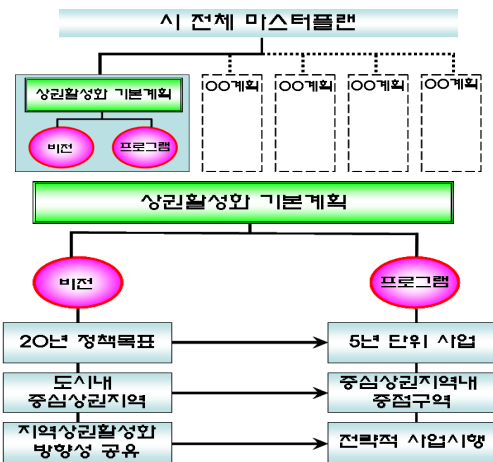 시 전체 마스터플랜
상권활성화 기본계획
비전
프로그램
OO계획
OO계획
OO계획
OO계획
상권활성화 기본계획
비전
프로그램
20년 정책목표
5년 단위 사업
도시내
중심상권지역
중심상권지역내
중점구역
지역상권활성화
방향성 공유
전략적 사업시행